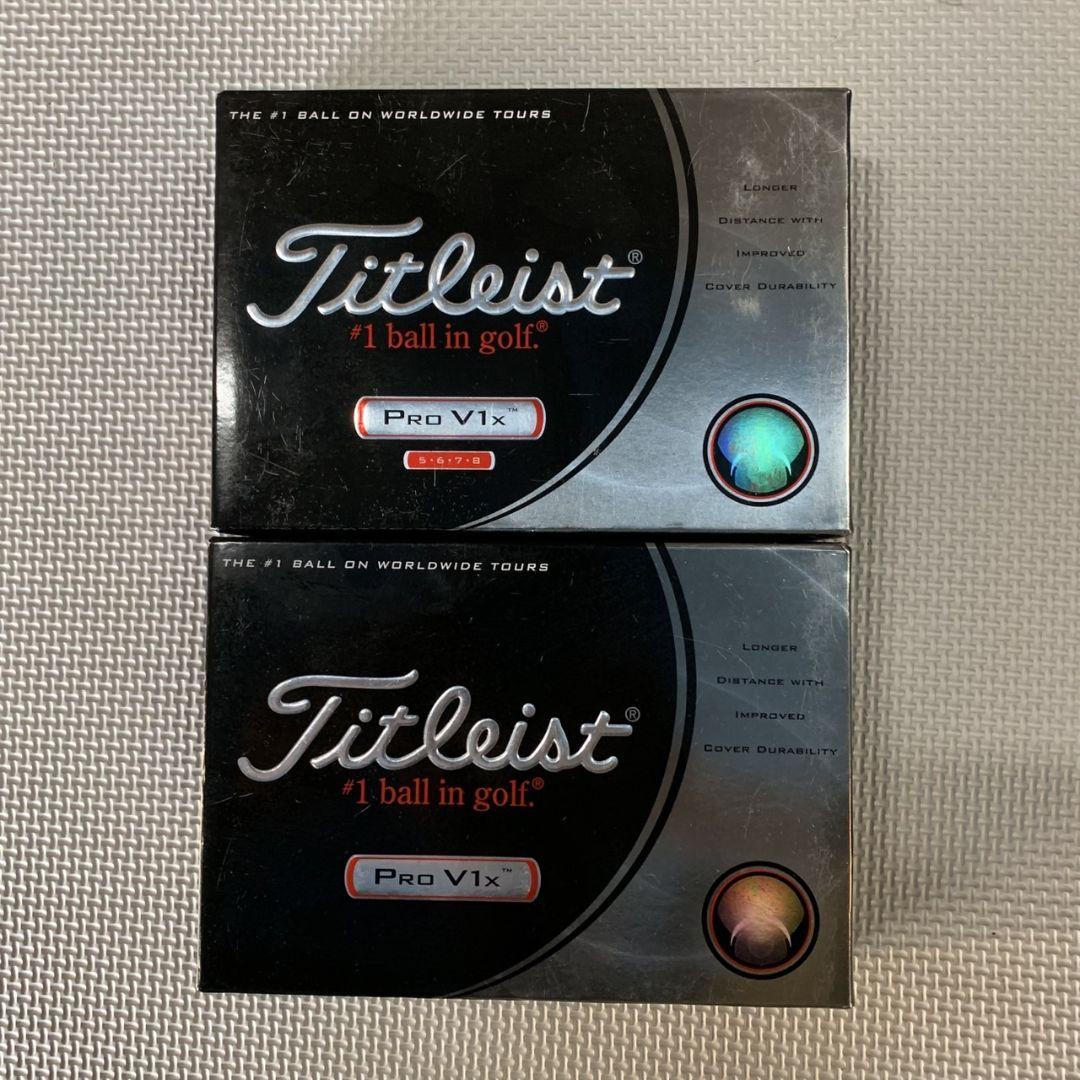 THE #1 BALL ON WORLDWIDE TOURS
Titleist®
#1 ball in golf.®
PRO V1X™
5·6·7·8
LONGER
DISTANCE WITH
IMPROVED
COVER DURABILITY
THE #1 BALL ON WORLDWIDE TOURS
Titleist®
#1 ball in golf.®
PRO V1X™
LONGER
DISTANCE WITH
IMPROVED
COVER DURABILITY